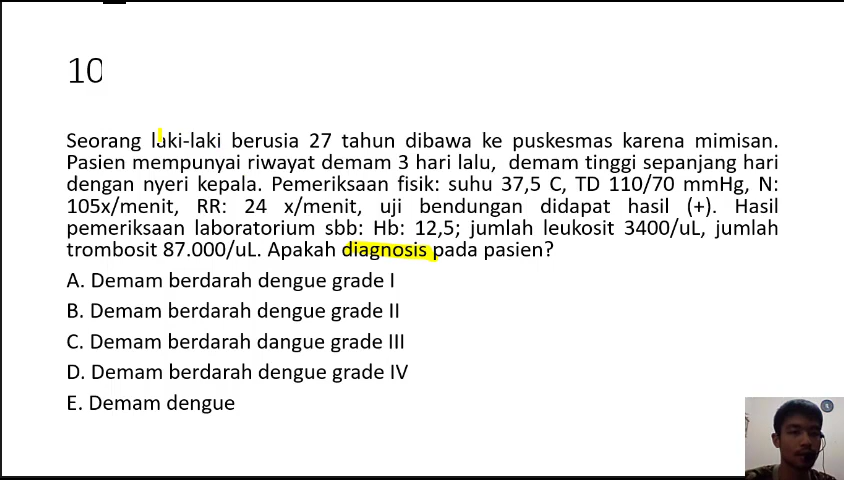 10
Seorang laki-laki berusia 27 tahun dibawa ke puskesmas karena mimisan.
Pasien mempunyai riwayat demam 3 hari lalu, demam tinggi sepanjang hari
dengan nyeri kepala. Pemeriksaan fisik: suhu 37,5 C, TD 110/70 mmHg, N:
105x/menit, RR: 24 x/menit, uji bendungan didapat hasil (+). Hasil
pemeriksaan laboratorium sbb: Hb: 12,5; jumlah leukosit 3400/uL, jumlah
trombosit 87.000/uL. Apakah diagnosis pada pasien?
A. Demam berdarah dengue grade I
B. Demam berdarah dengue grade II
C. Demam berdarah dangue grade III
D. Demam berdarah dengue grade IV
E. Demam dengue